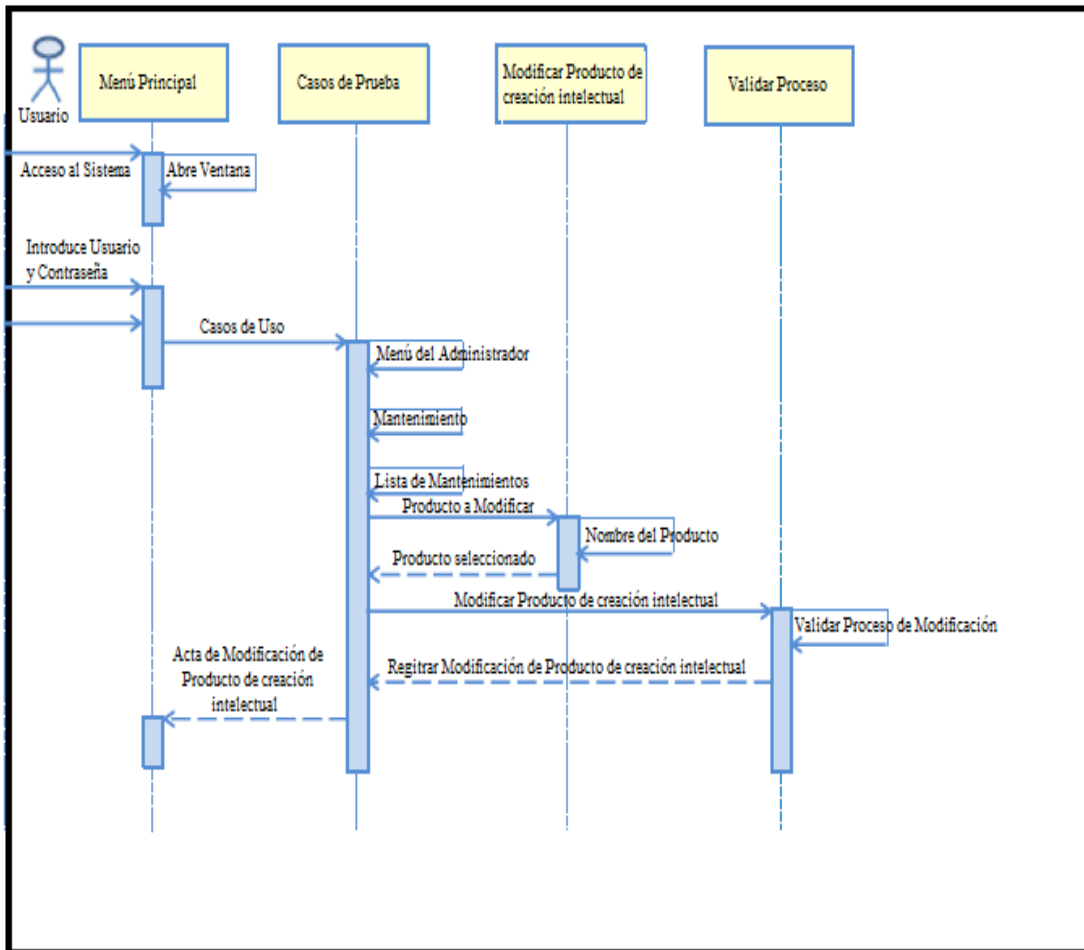 Usuario
Menú Principal
Casos de Prueba
Modificar Producto de
creación intelectual
Validar Proceso
Acceso al Sistema
Abre Ventana
Introduce Usuario
y Contraseña
Casos de Uso
Menú del Administrador
Mantenimiento
Lista de Mantenimientos
Producto a Modificar
Nombre del Producto
Producto seleccionado
Modificar Producto de creación intelectual
Validar Proceso de Modificación
Regitrar Modificación de Producto de creación intelectual
Acta de Modificación de
Producto de creación
intelectual